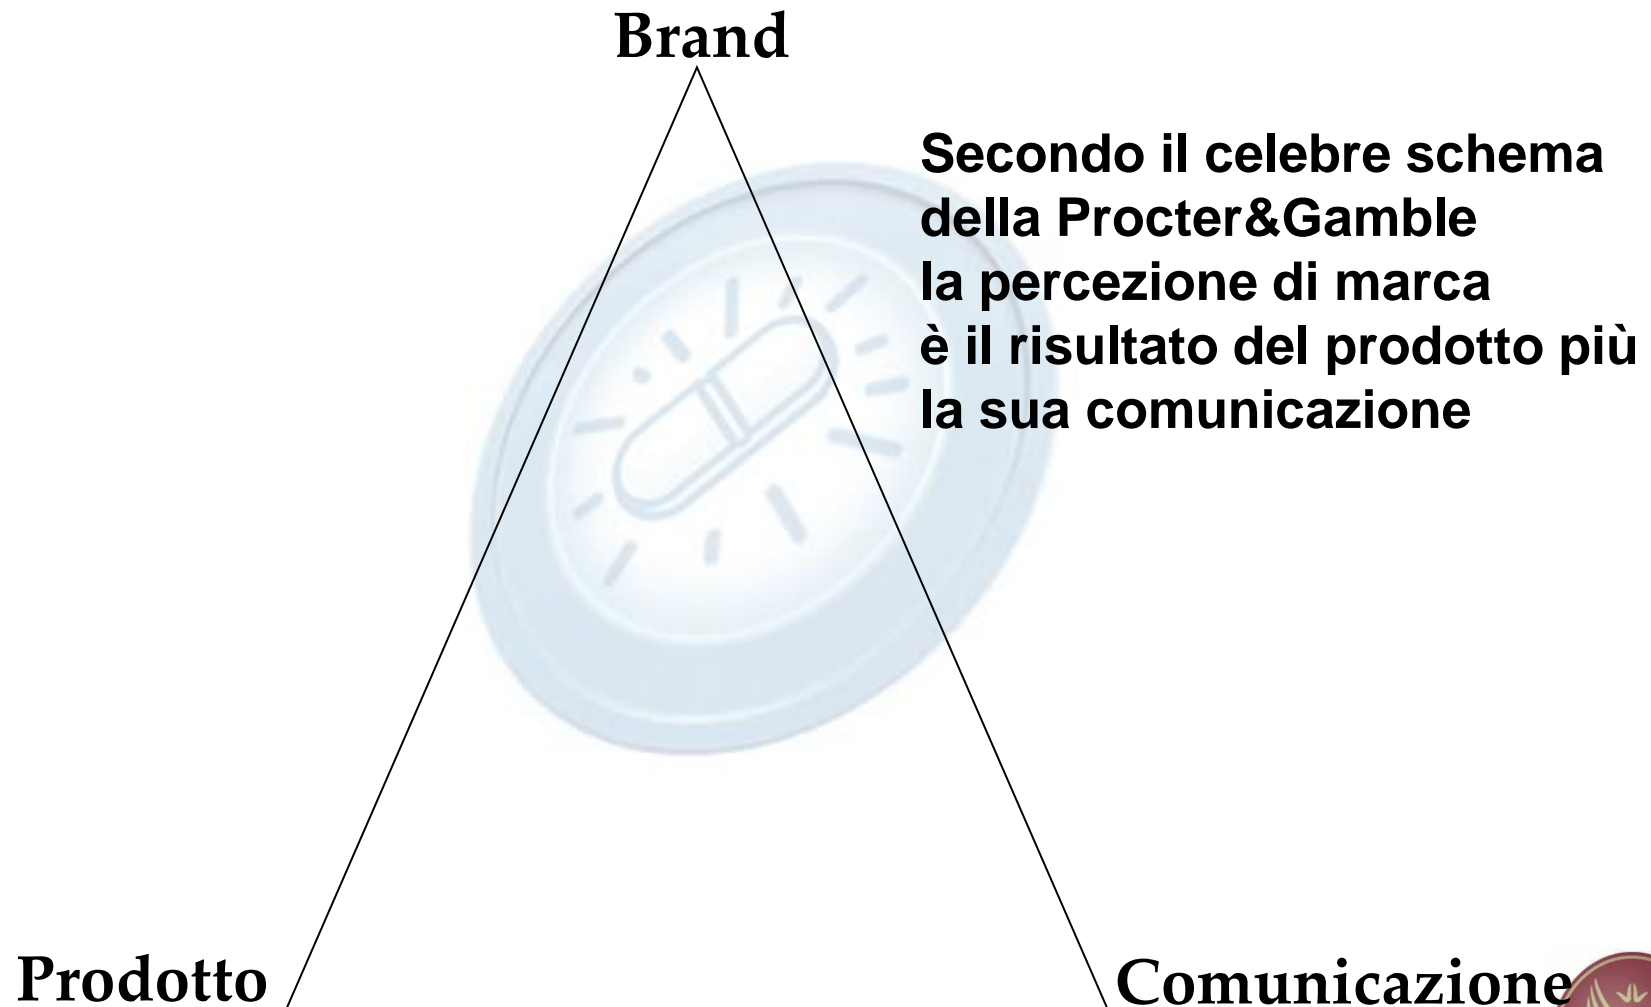 Brand
Secondo il celebre schema
della Procter&Gamble
la percezione di marca
è il risultato del prodotto più
la sua comunicazione
Prodotto
Comunicazione